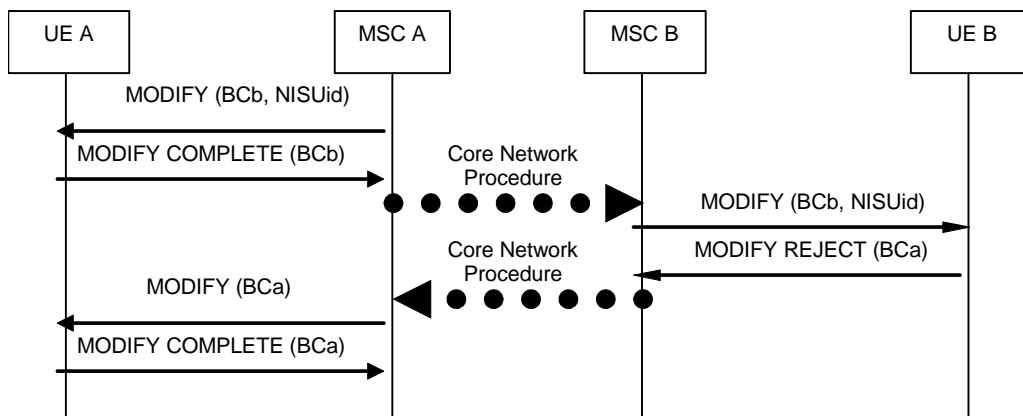 UE A
MSC A
MSC B
UE B
MODIFY (BCb, NISUid)
MODIFY COMPLETE (BCb)
Core Network
Procedure
MODIFY (BCb, NISUid)
MODIFY REJECT (BCa)
Core Network
Procedure
MODIFY (BCa)
MODIFY COMPLETE (BCa)